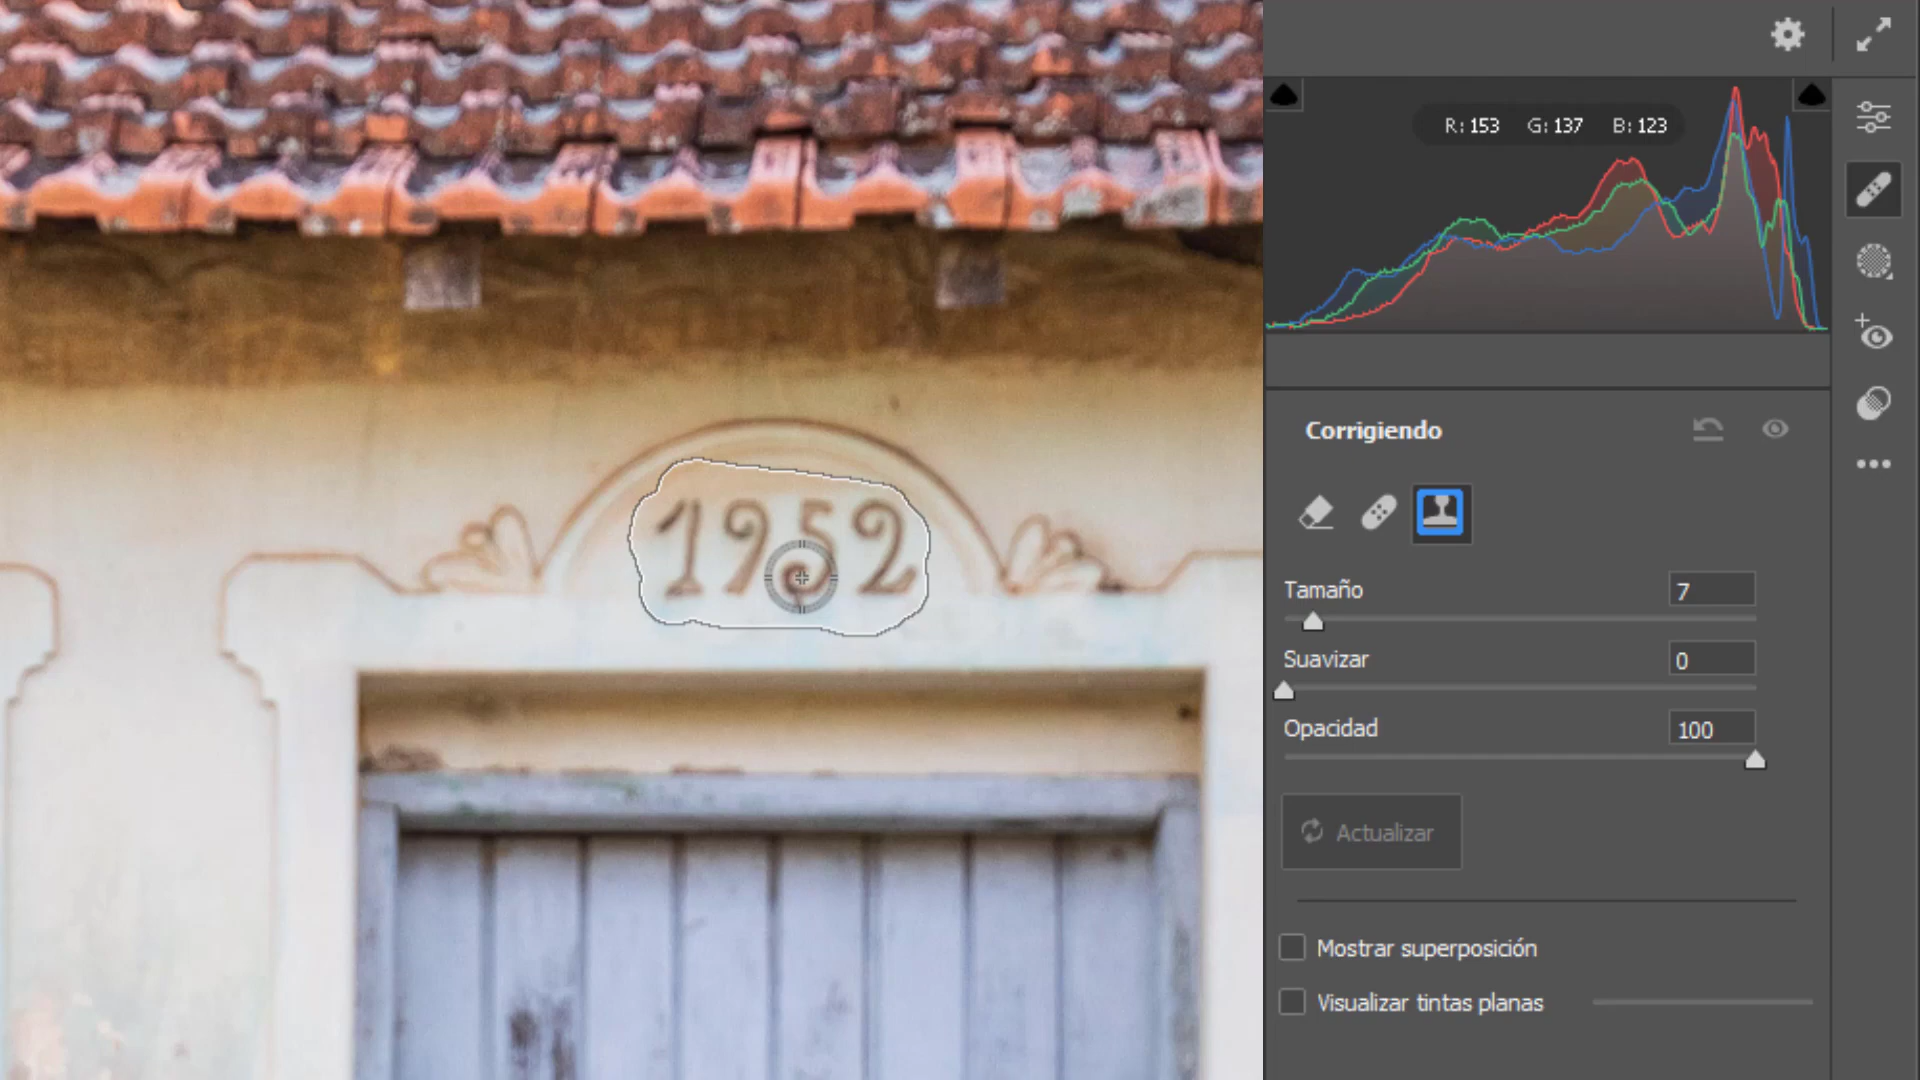 R: 153 G: 137 B: 123
1952
Corrigiendo
Tamaño 7
Suavizar 0
Opacidad 100
Actualizar
Mostrar superposición
Visualizar tintas planas